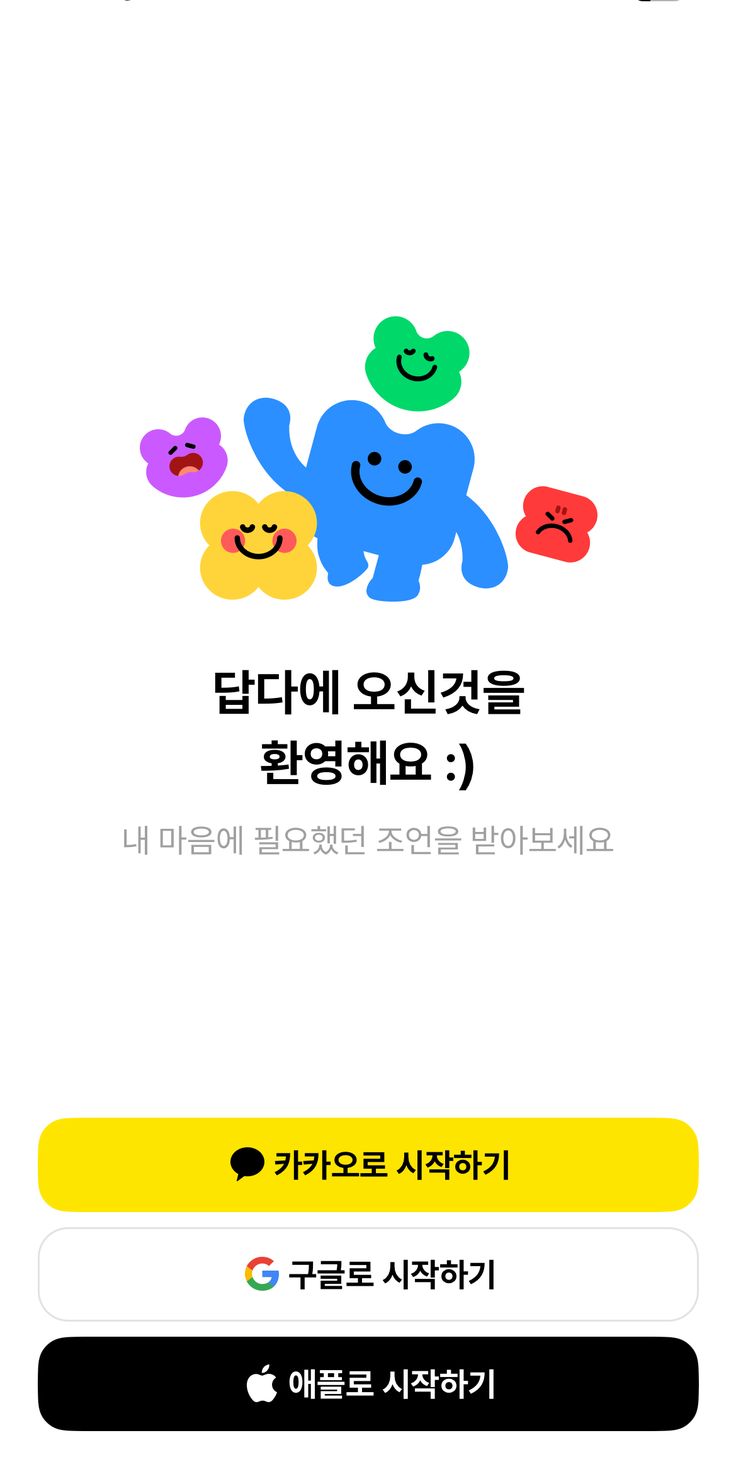 답다에 오신것을
환영해요 :)
내 마음에 필요했던 조언을 받아보세요
카카오로 시작하기
구글로 시작하기
애플로 시작하기